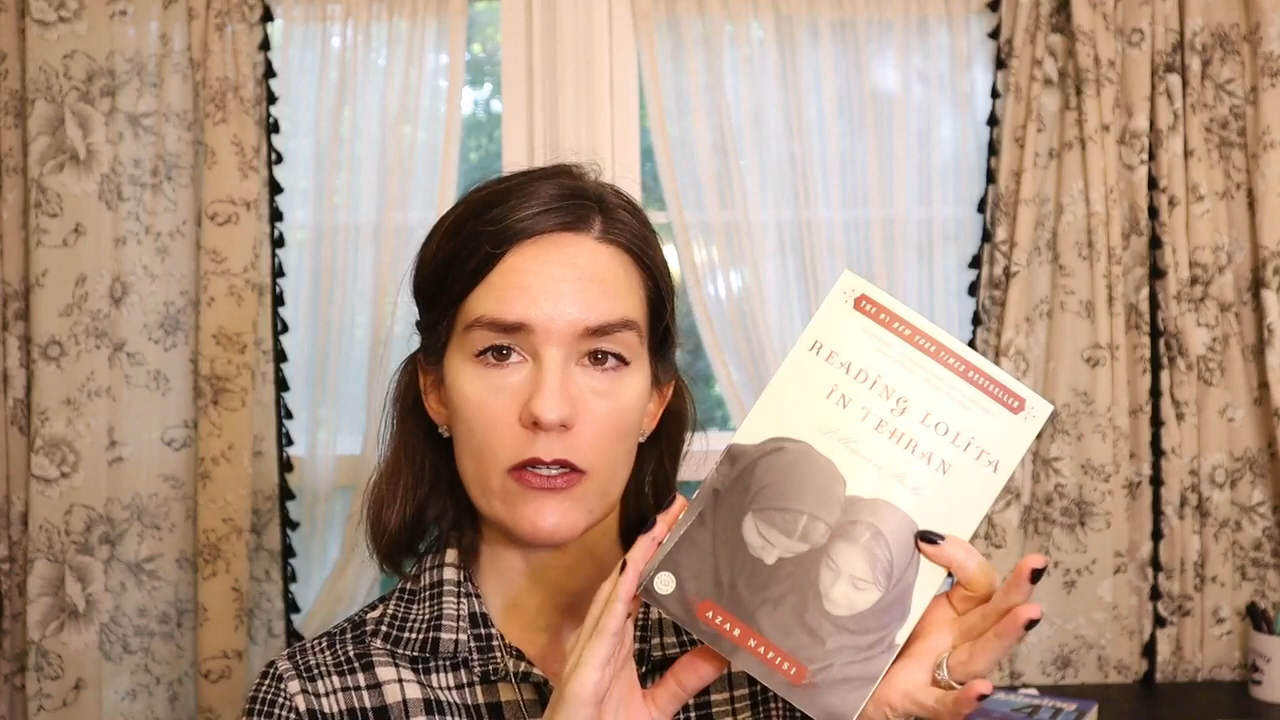 THE #1 NEW YORK TIMES BESTSELLER
READING LOLITA
IN TEHRAN
AZAR NAFISI